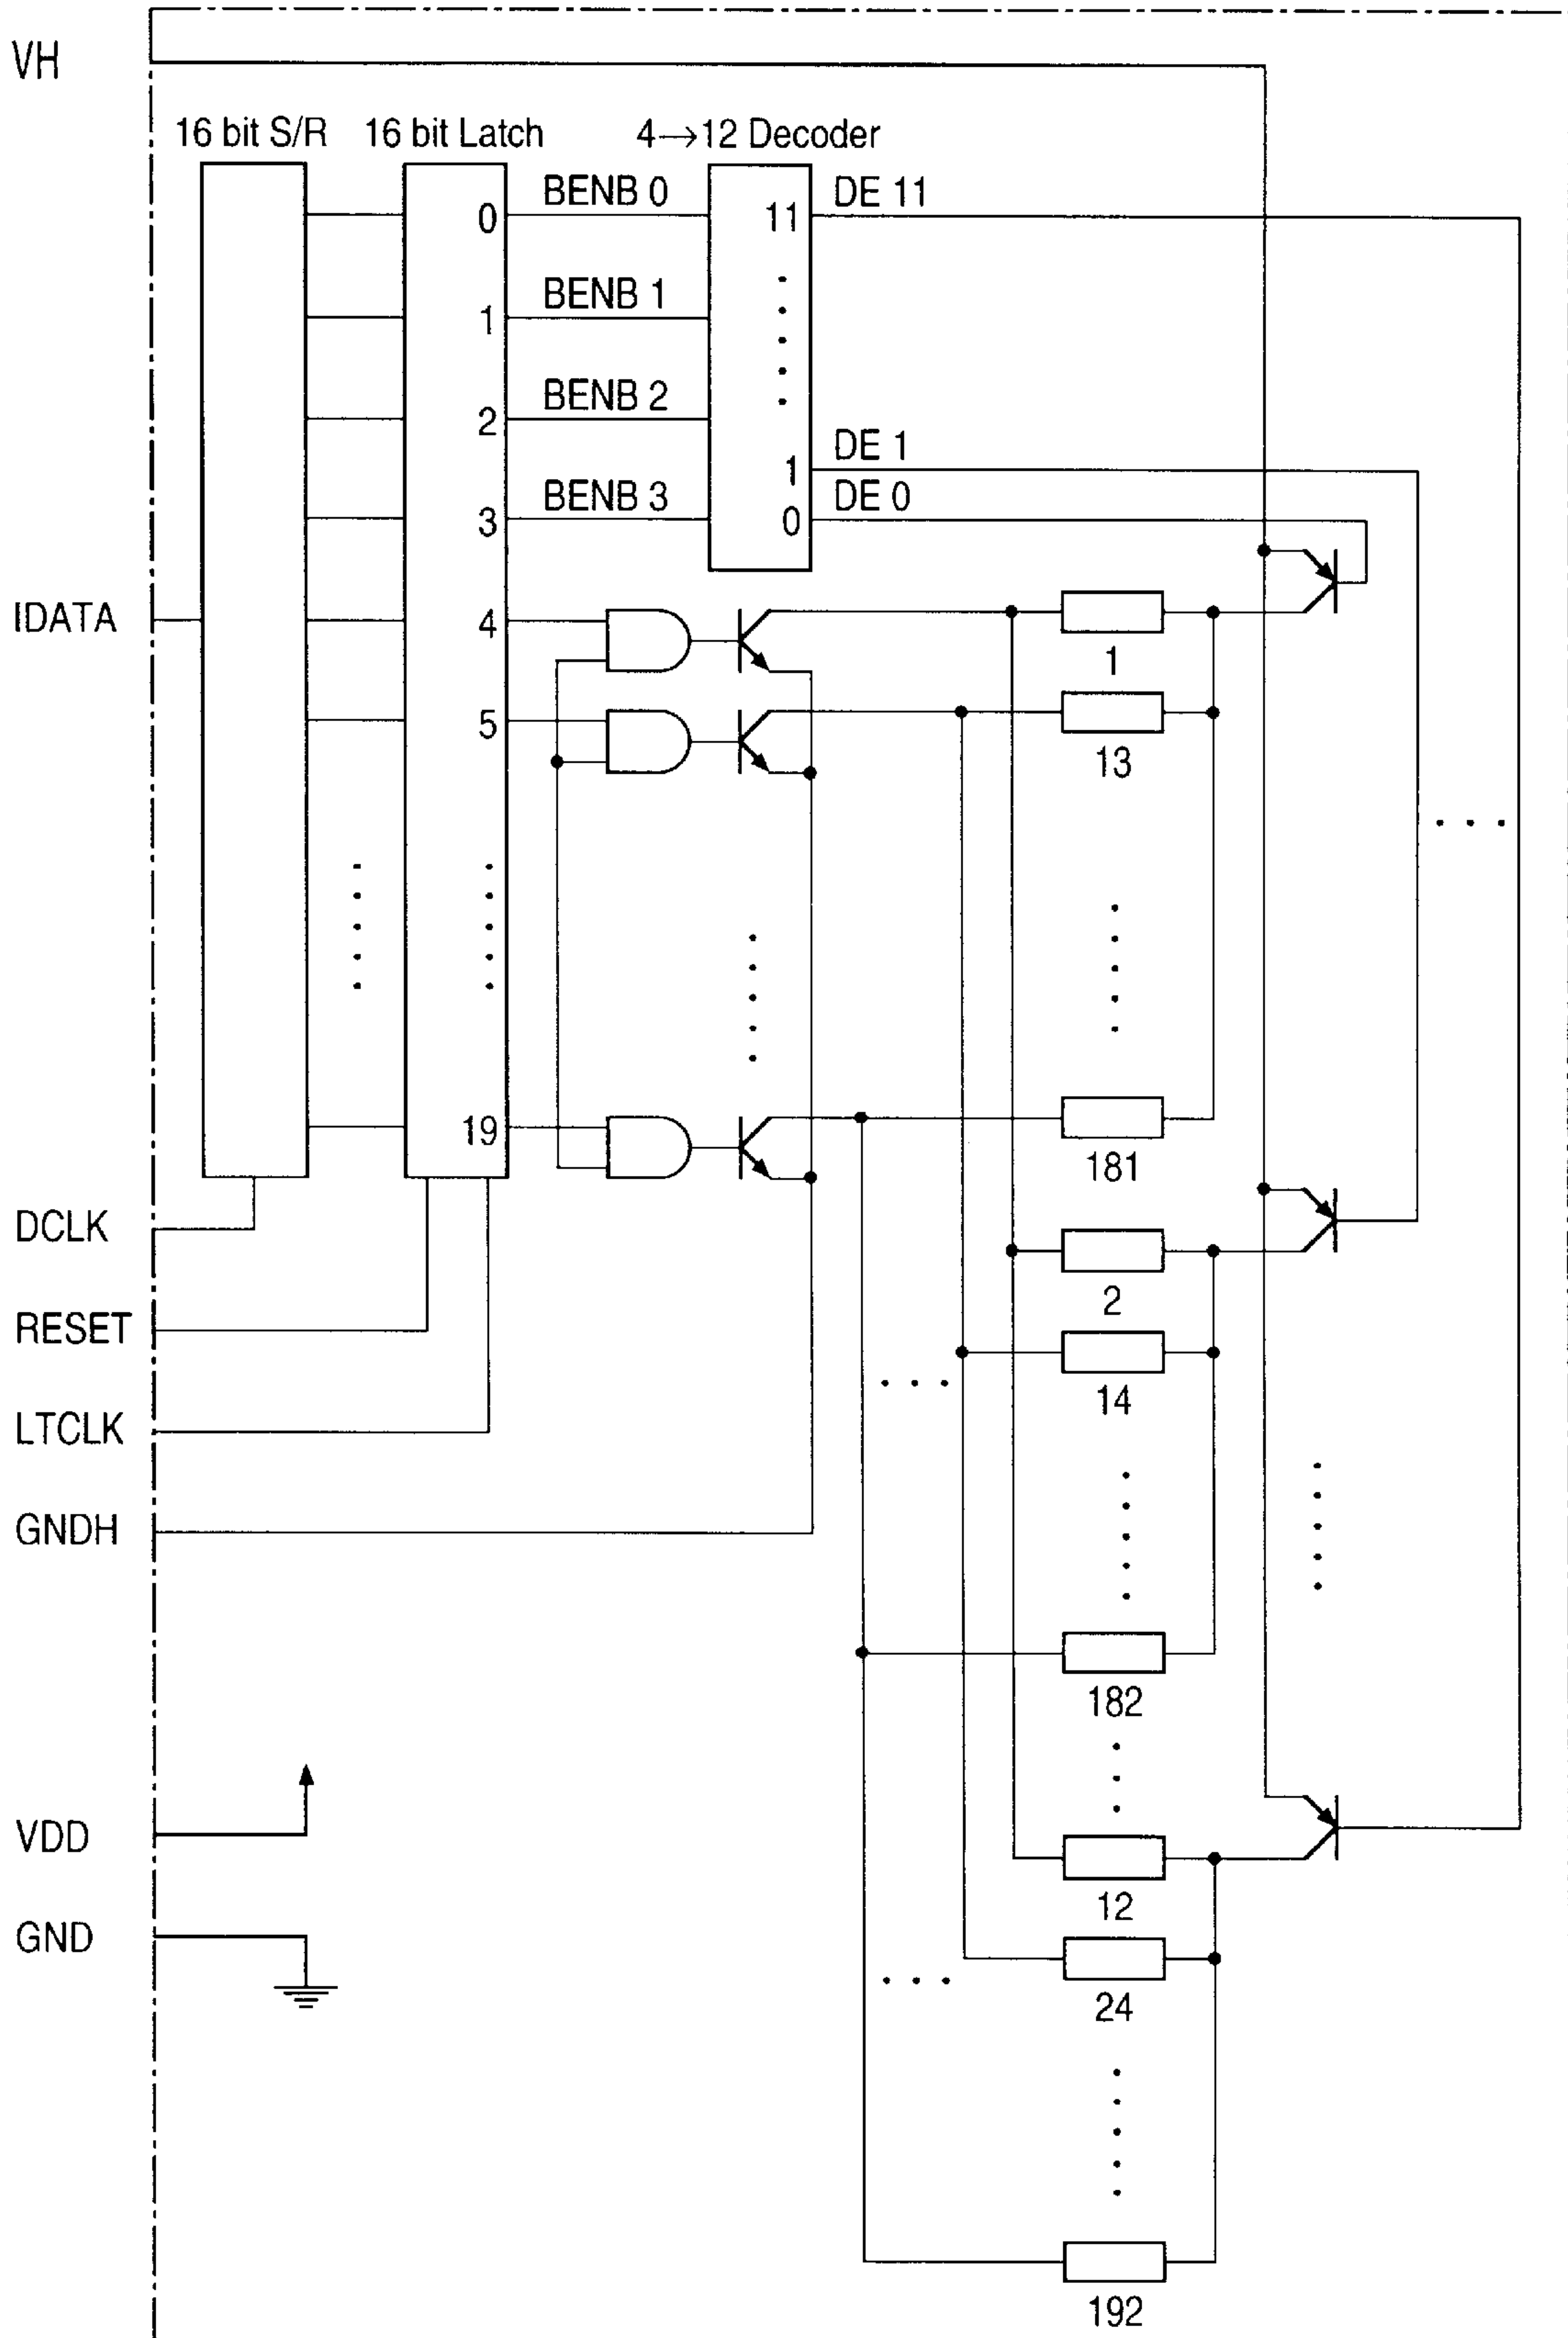 VH
16 bit S/R
16 bit Latch
4→12 Decoder
0
BENB 0
11
DE 11
1
BENB 1
2
BENB 2
1
DE 1
3
BENB 3
0
DE 0
IDATA
4
1
5
13
19
181
DCLK
2
RESET
14
LTCLK
GNDH
182
VDD
12
GND
24
192